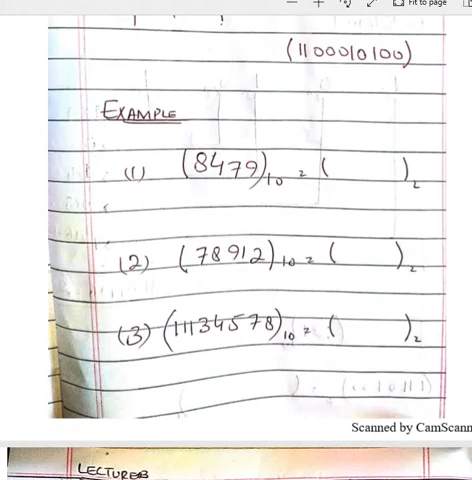 Fit to page
(1100010100)
EXAMPLE
(1) (8479)10 = ( )2
(2) (78912)10 = ( )2
(3) (11134578)10 = ( )2
Scanned by CamScann
LECTURE